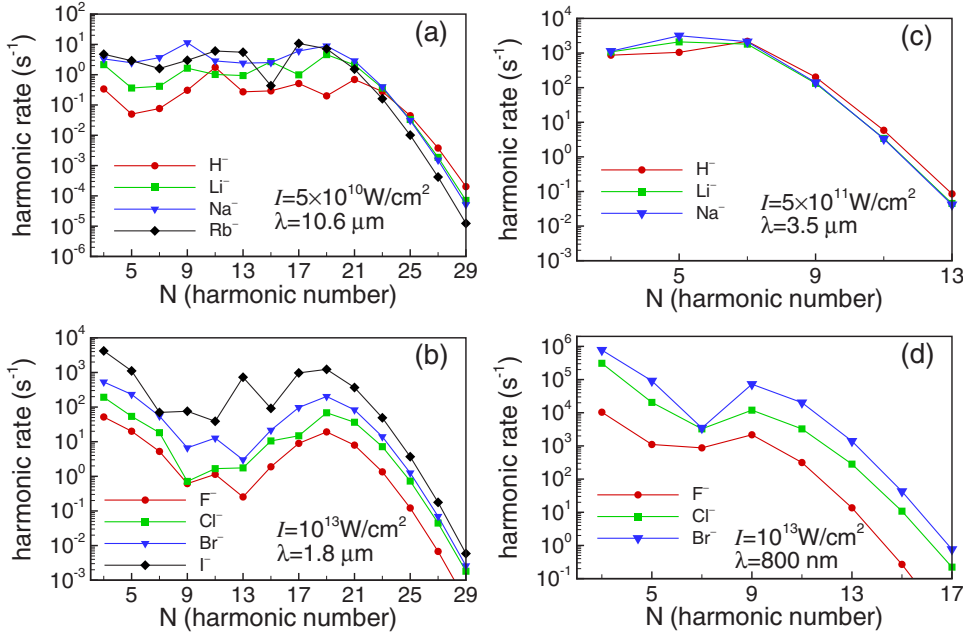 (a)
harmonic rate (s⁻¹)
10⁴
10³
10²
10¹
10⁰
10⁻¹
10⁻²
10⁻³
10⁻⁴
10⁻⁵
10⁻⁶
H⁻
Li⁻
Na⁻
Rb⁻
I=5×10¹⁰W/cm²
λ=10.6 μm
5 9 13 17 21 25 29
N (harmonic number)
(c)
harmonic rate (s⁻¹)
10⁴
10³
10²
10¹
10⁰
10⁻¹
10⁻²
10⁻³
H⁻
Li⁻
Na⁻
I=5×10¹¹W/cm²
λ=3.5 μm
5 7 9 11 13
N (harmonic number)
(b)
harmonic rate (s⁻¹)
10⁴
10³
10²
10¹
10⁰
10⁻¹
10⁻²
10⁻³
F⁻
Cl⁻
Br⁻
I⁻
I=10¹³W/cm²
λ=1.8 μm
5 9 13 17 21 25 29
N (harmonic number)
(d)
harmonic rate (s⁻¹)
10⁶
10⁵
10⁴
10³
10²
10¹
10⁰
10⁻¹
F⁻
Cl⁻
Br⁻
I=10¹³W/cm²
λ=800 nm
5 9 13 17
N (harmonic number)